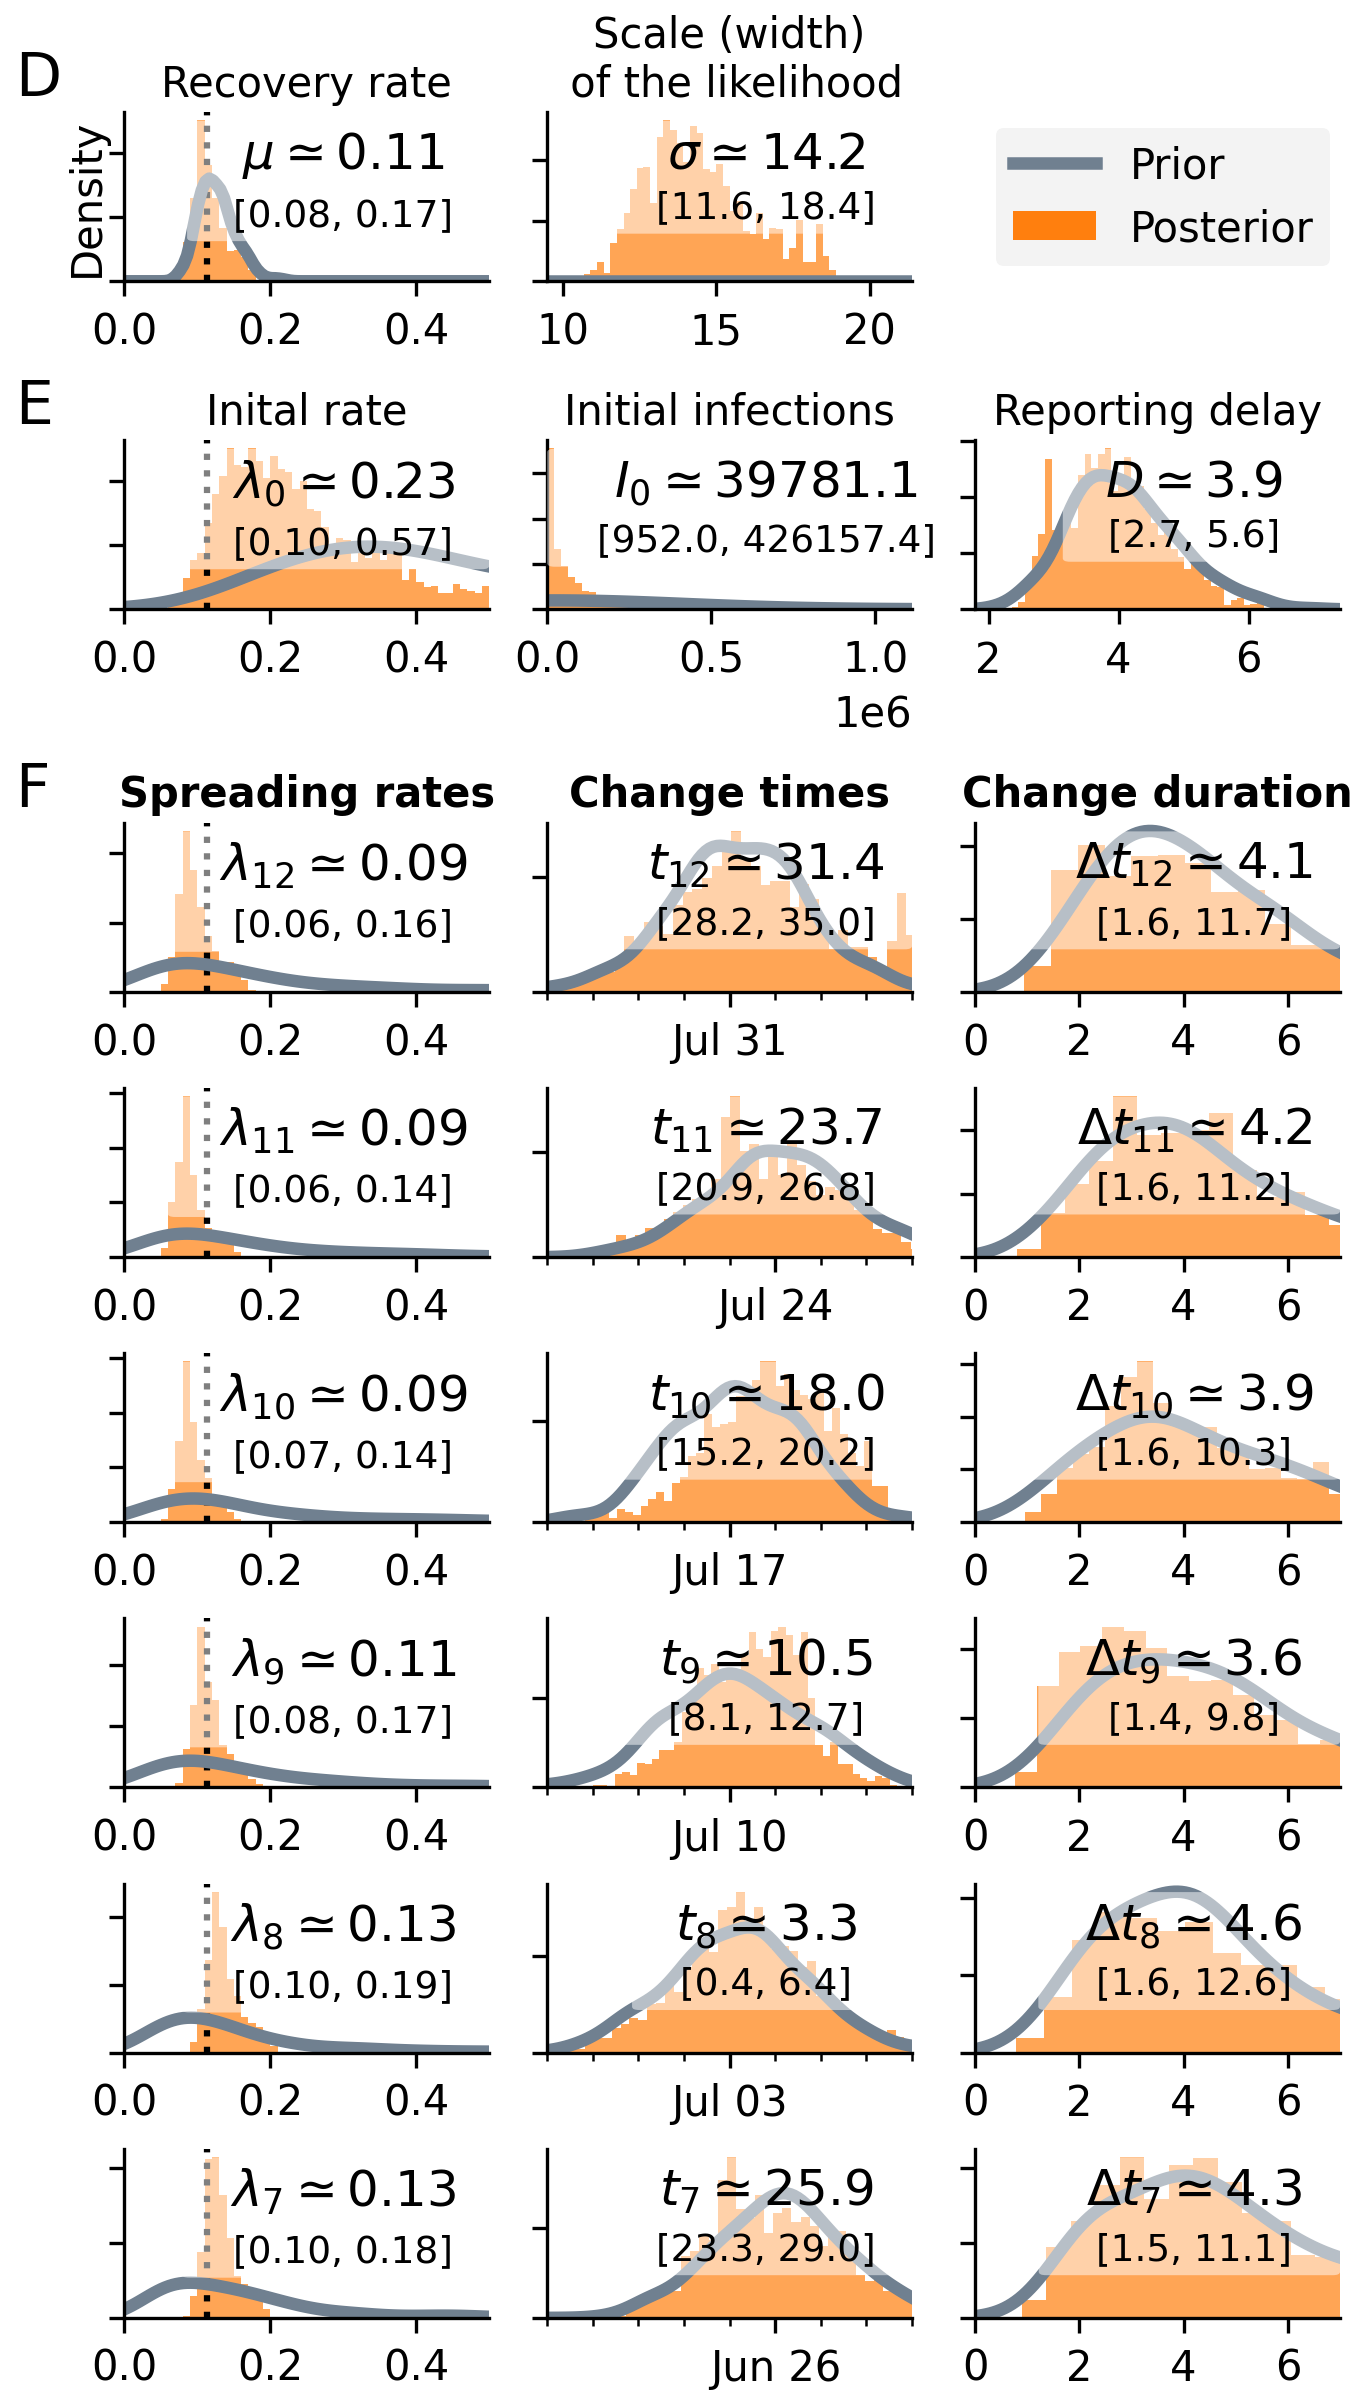 D
Recovery rate
Scale (width)
of the likelihood
Density
μ ≃ 0.11
[0.08, 0.17]
σ ≃ 14.2
[11.6, 18.4]
Prior
Posterior
0.0 0.2 0.4
10 15 20
E
Inital rate
Initial infections
Reporting delay
λ₀ ≃ 0.23
[0.10, 0.57]
I₀ ≃ 39781.1
[952.0, 426157.4]
D ≃ 3.9
[2.7, 5.6]
0.0 0.2 0.4
0.0 0.5 1.0
1e6
2 4 6
F
Spreading rates
Change times
Change duration
λ₁₂ ≃ 0.09
[0.06, 0.16]
t₁₂ ≃ 31.4
[28.2, 35.0]
Δt₁₂ ≃ 4.1
[1.6, 11.7]
0.0 0.2 0.4
Jul 31
0 2 4 6
λ₁₁ ≃ 0.09
[0.06, 0.14]
t₁₁ ≃ 23.7
[20.9, 26.8]
Δt₁₁ ≃ 4.2
[1.6, 11.2]
0.0 0.2 0.4
Jul 24
0 2 4 6
λ₁₀ ≃ 0.09
[0.07, 0.14]
t₁₀ ≃ 18.0
[15.2, 20.2]
Δt₁₀ ≃ 3.9
[1.6, 10.3]
0.0 0.2 0.4
Jul 17
0 2 4 6
λ₉ ≃ 0.11
[0.08, 0.17]
t₉ ≃ 10.5
[8.1, 12.7]
Δt₉ ≃ 3.6
[1.4, 9.8]
0.0 0.2 0.4
Jul 10
0 2 4 6
λ₈ ≃ 0.13
[0.10, 0.19]
t₈ ≃ 3.3
[0.4, 6.4]
Δt₈ ≃ 4.6
[1.6, 12.6]
0.0 0.2 0.4
Jul 03
0 2 4 6
λ₇ ≃ 0.13
[0.10, 0.18]
t₇ ≃ 25.9
[23.3, 29.0]
Δt₇ ≃ 4.3
[1.5, 11.1]
0.0 0.2 0.4
Jun 26
0 2 4 6